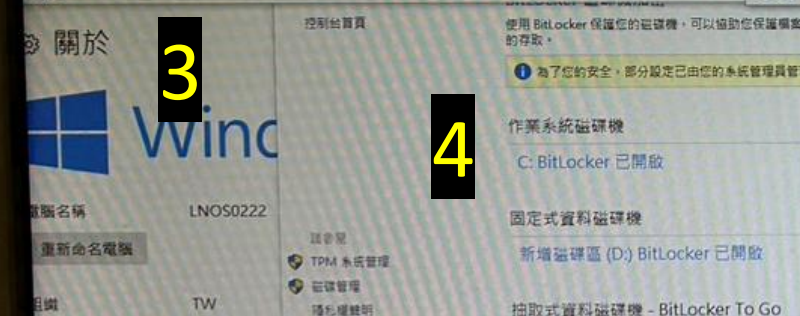 關於
3
Winc
電腦名稱 LNOS0222
重新命名電腦
組織 TW
控制台首頁
請參閱
TPM 系統管理
磁碟管理
隱私權聲明
4
使用 BitLocker 保護您的磁碟機,可以協助您保護檔案
的存取。
為了您的安全,部分設定已由您的系統管理員管
作業系統磁碟機
C: BitLocker 已開啟
固定式資料磁碟機
新增磁碟區 (D:) BitLocker 已開啟
抽取式資料磁碟機 - BitLocker To Go